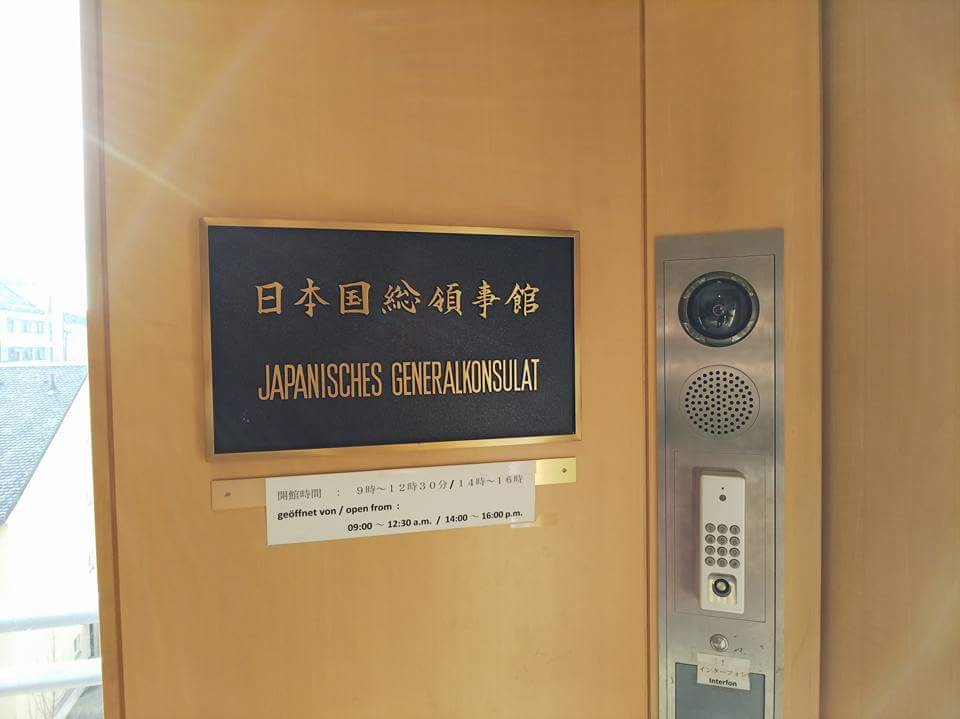 日本国総領事館
JAPANISCHES GENERALKONSULAT
開館時間　：　９時～１２時３０分/１４時～１６時
geöffnet von / open from :
09:00 ～ 12:30 a.m. / 14:00 ～ 16:00 p.m.
↑
インターフォン
Interfon